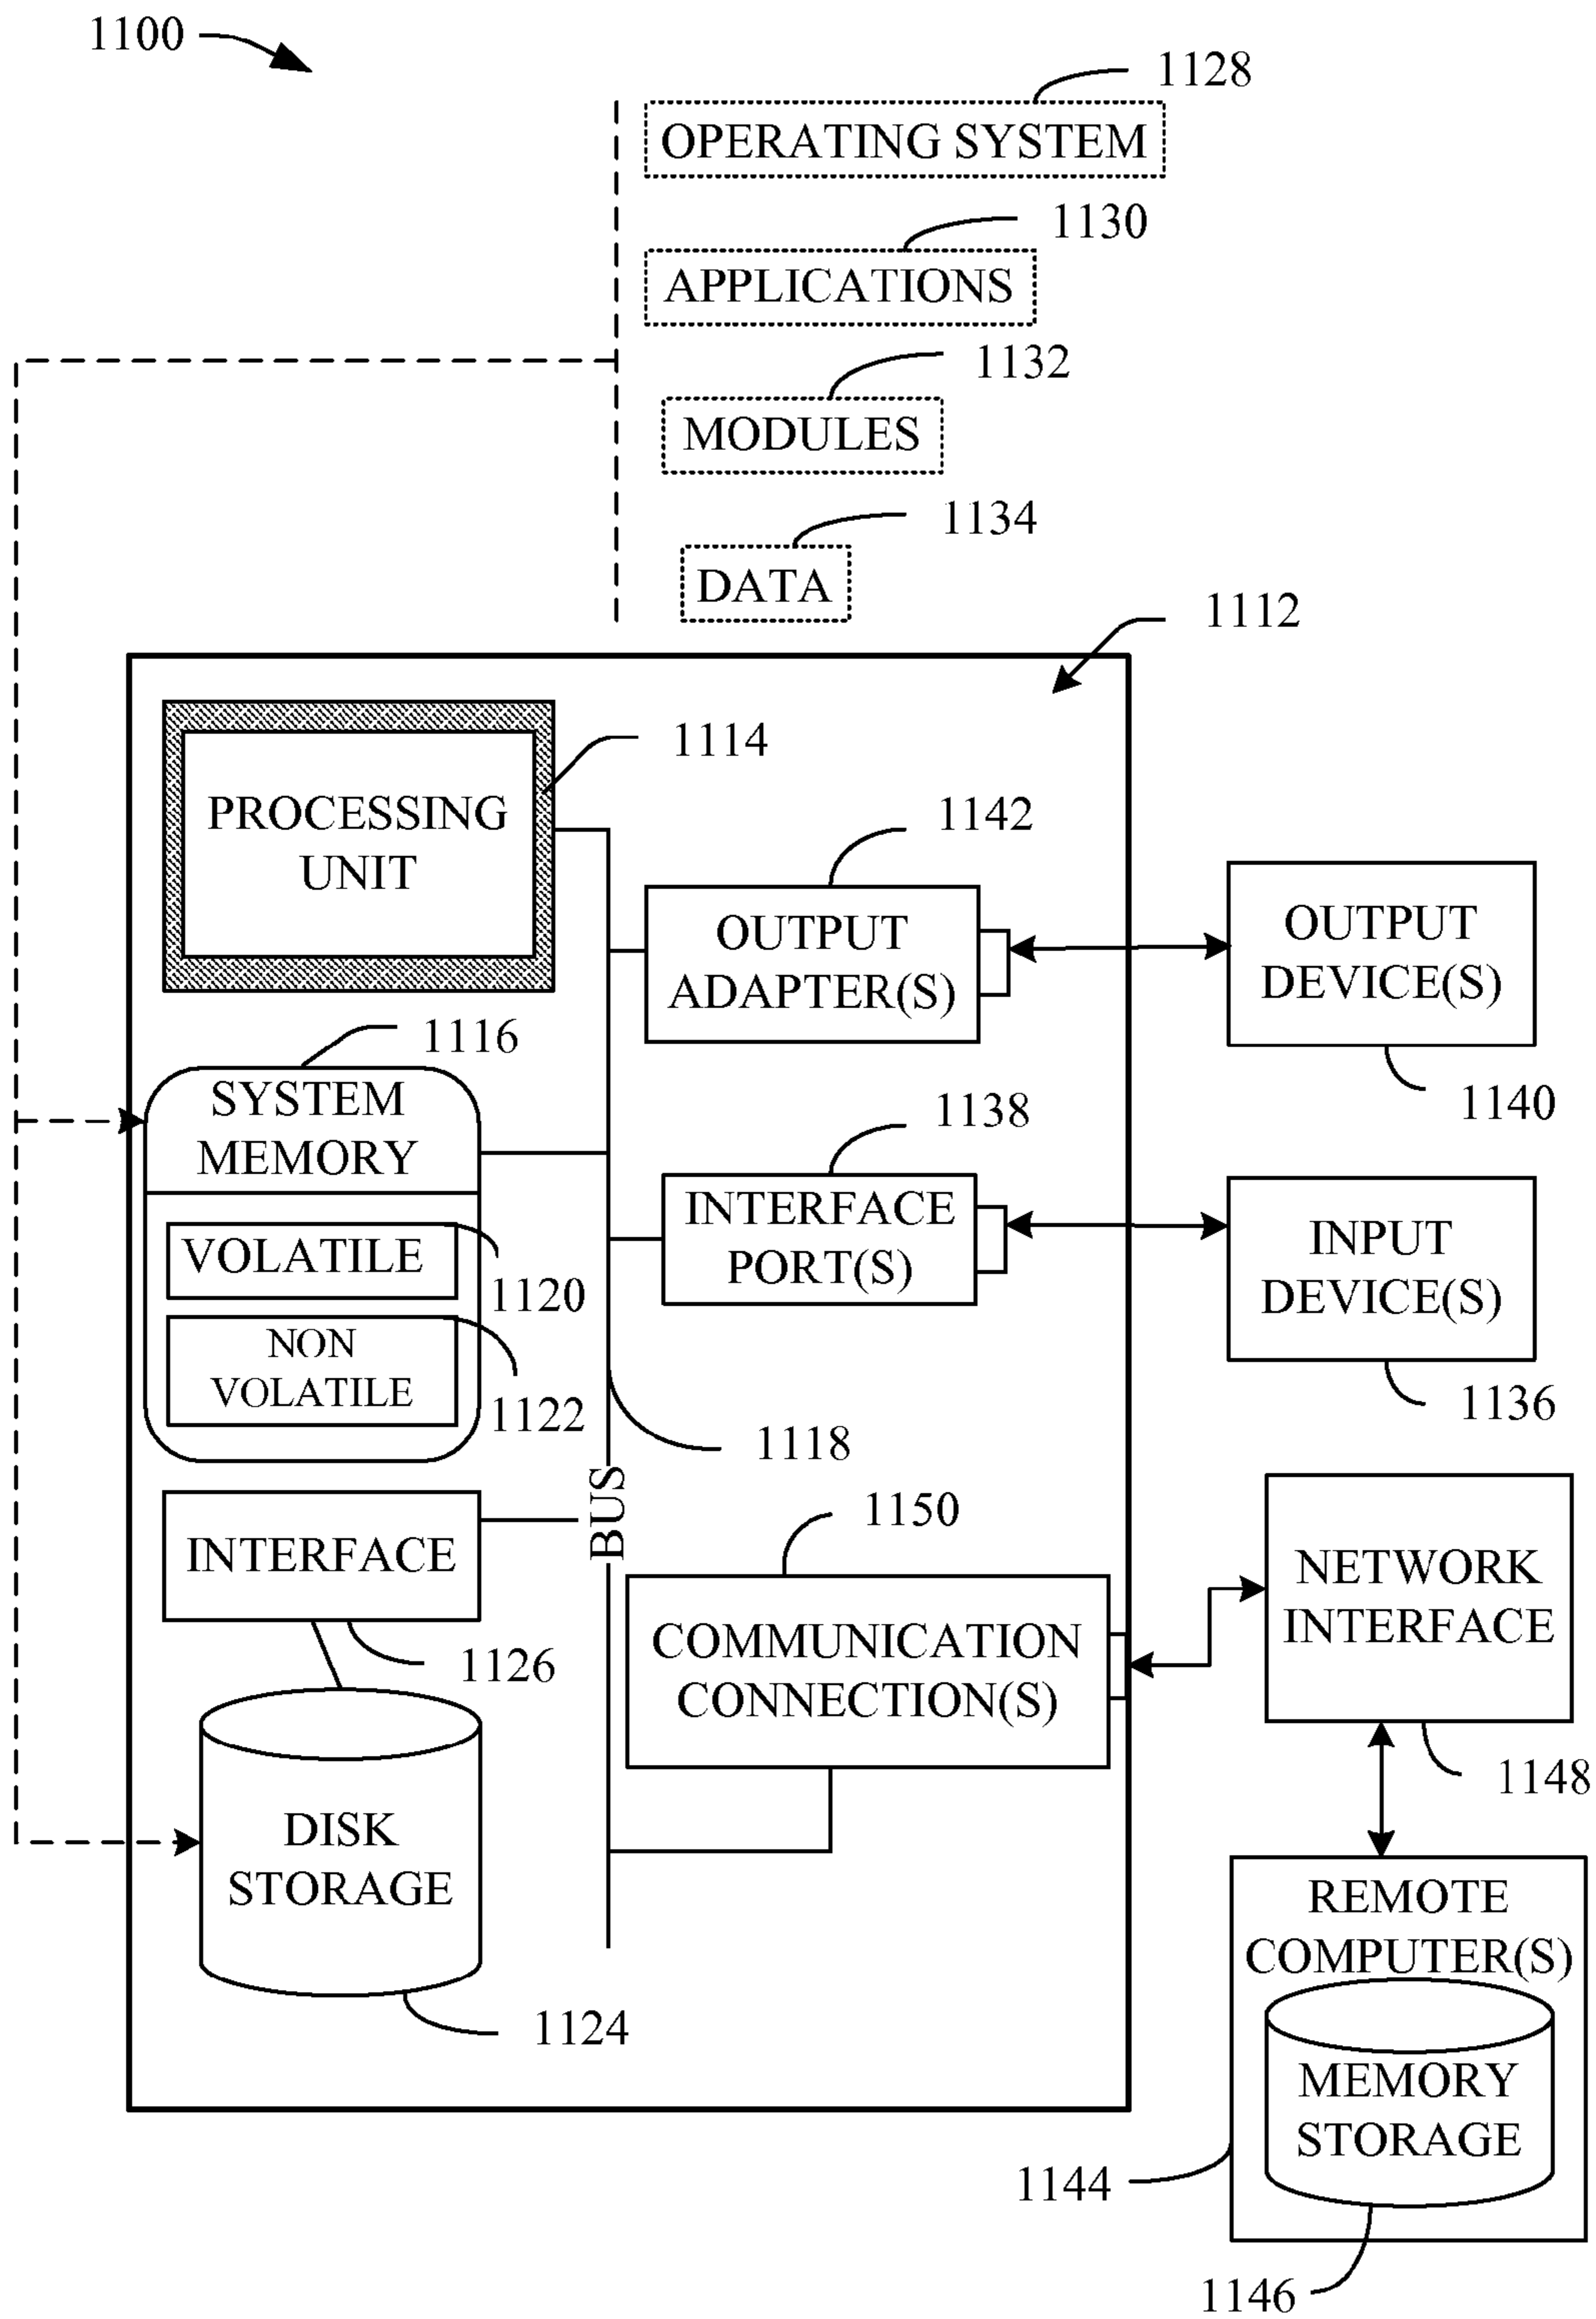 1100
1128
OPERATING SYSTEM
1130
APPLICATIONS
1132
MODULES
1134
DATA
1112
1114
PROCESSING
UNIT
1142
OUTPUT
ADAPTER(S)
OUTPUT
DEVICE(S)
1140
1116
SYSTEM
MEMORY
1138
INTERFACE
PORT(S)
INPUT
DEVICE(S)
1136
VOLATILE
1120
NON
VOLATILE
1122
1118
BUS
INTERFACE
1126
1150
COMMUNICATION
CONNECTION(S)
NETWORK
INTERFACE
1148
DISK
STORAGE
1124
REMOTE
COMPUTER(S)
MEMORY
STORAGE
1144
1146